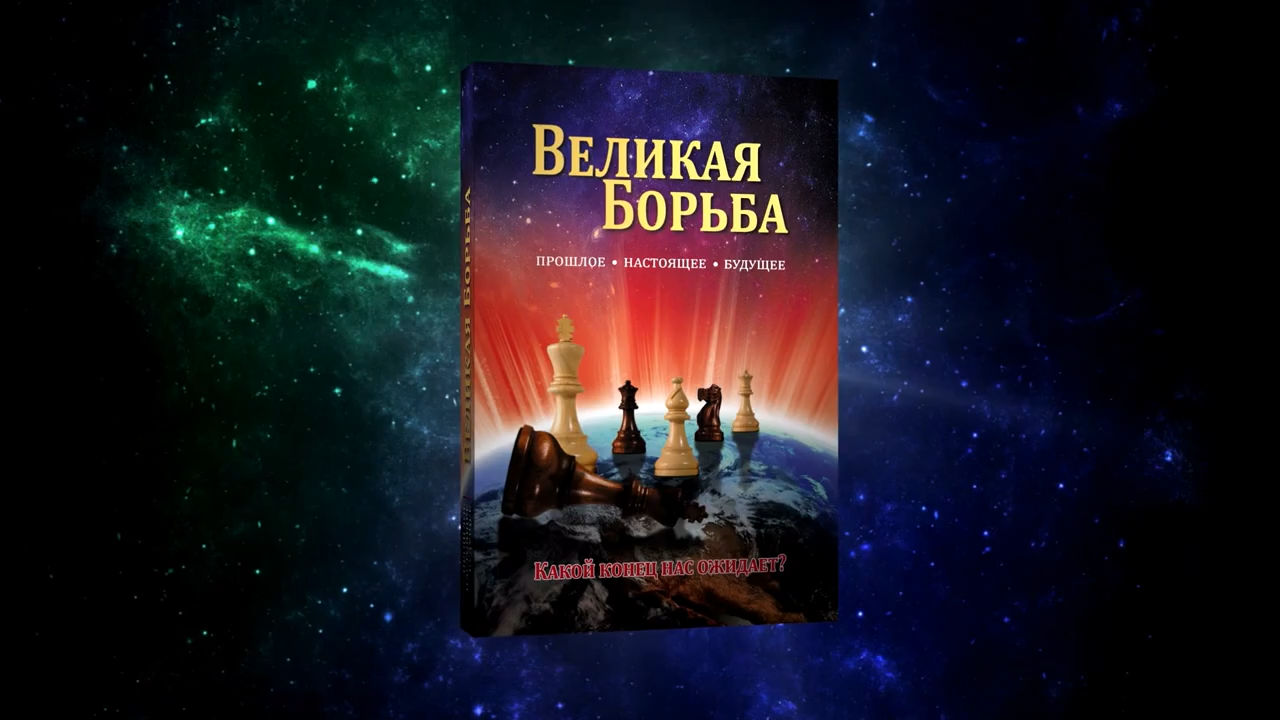 Великая
Борьба
ПРОШЛОЕ • НАСТОЯЩЕЕ • БУДУЩЕЕ
Какой конец нас ожидает?
Великая Борьба